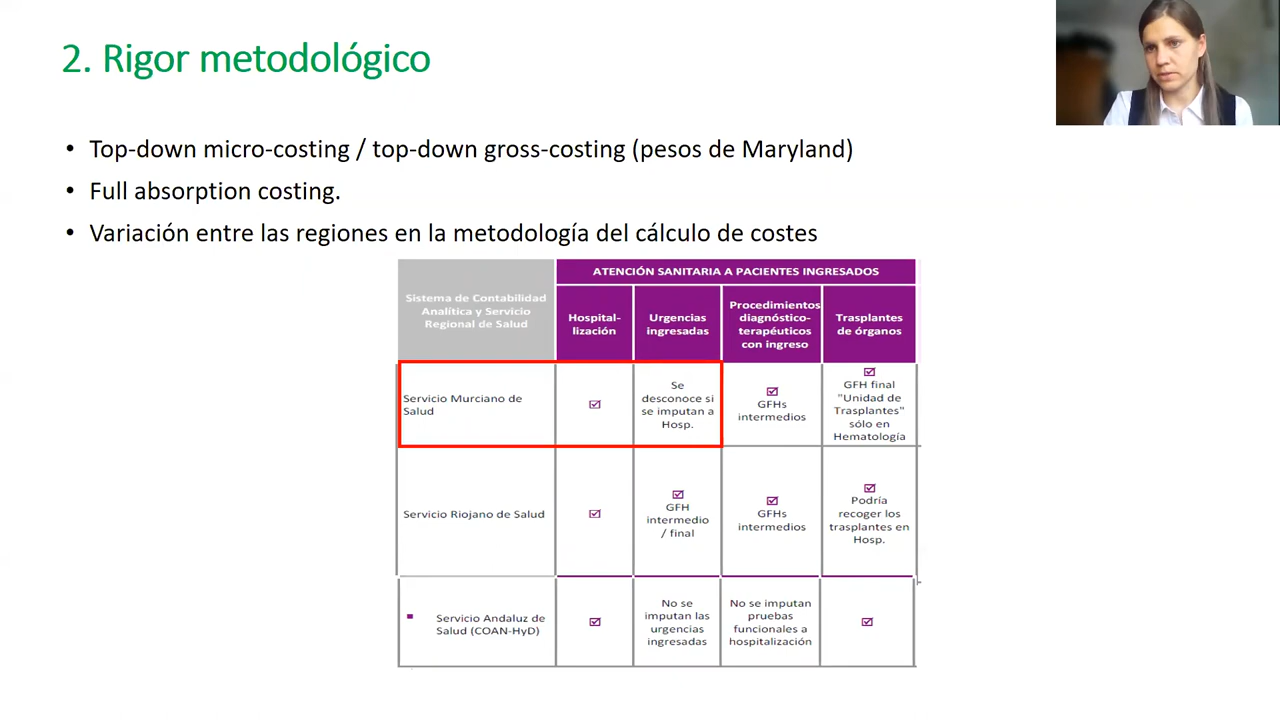 2. Rigor metodológico
• Top-down micro-costing / top-down gross-costing (pesos de Maryland)
• Full absorption costing.
• Variación entre las regiones en la metodología del cálculo de costes
Sistema de Contabilidad
Analítica y Servicio
Regional de Salud
ATENCIÓN SANITARIA A PACIENTES INGRESADOS
Hospital-
lización
Urgencias
ingresadas
Procedimientos
diagnóstico-
terapéuticos
con ingreso
Trasplantes
de órganos
Servicio Murciano de
Salud
☑
Se
desconoce si
se imputan a
Hosp.
☑
GFHs
intermedios
☑
GFH final
"Unidad de
Trasplantes"
sólo en
Hematología
Servicio Riojano de Salud
☑
☑
GFH
intermedio
/ final
☑
GFHs
intermedios
☑
Podría
recoger los
trasplantes en
Hosp.
▪ Servicio Andaluz de
Salud (COAN-HyD)
☑
No se
imputan las
urgencias
ingresadas
No se imputan
pruebas
funcionales a
hospitalización
☑